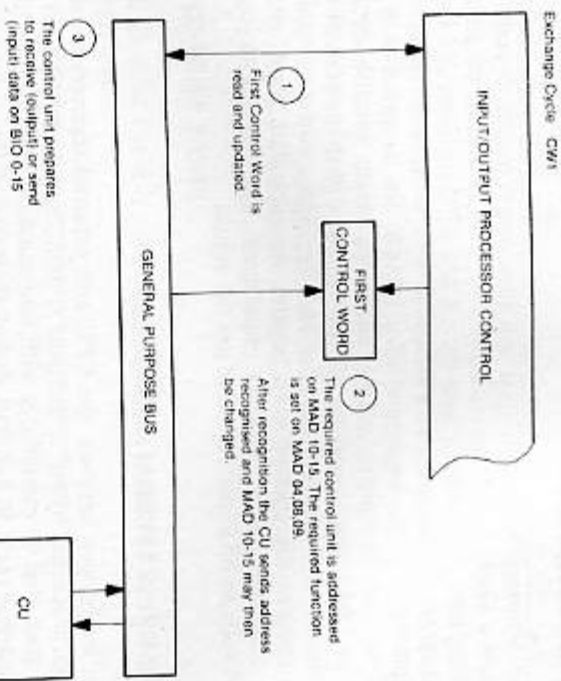 Exchange Cycle CW1
INPUT/OUTPUT PROCESSOR CONTROL
1
First Control Word is
read and updated.
FIRST
CONTROL WORD
2
The required control unit is addressed
on MAD 10-15. The required function
is set on MAD 04,08,09.
After recognition the CU sends address
recognised and MAD 10-15 may then
be changed.
GENERAL PURPOSE BUS
3
The control unit prepares
to receive (output) or send
(input) data on BIO 0-15
CU